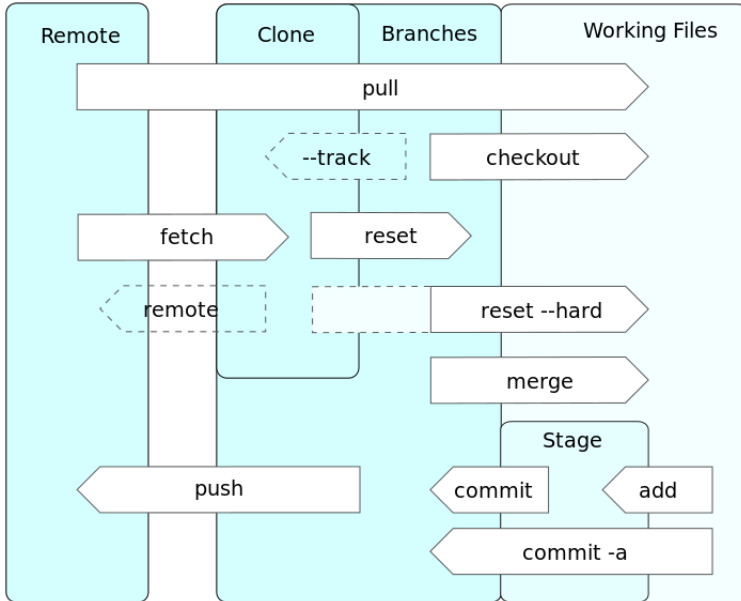 Remote
Clone
Branches
Working Files
pull
--track
checkout
fetch
reset
remote
reset --hard
merge
Stage
push
commit
add
commit -a